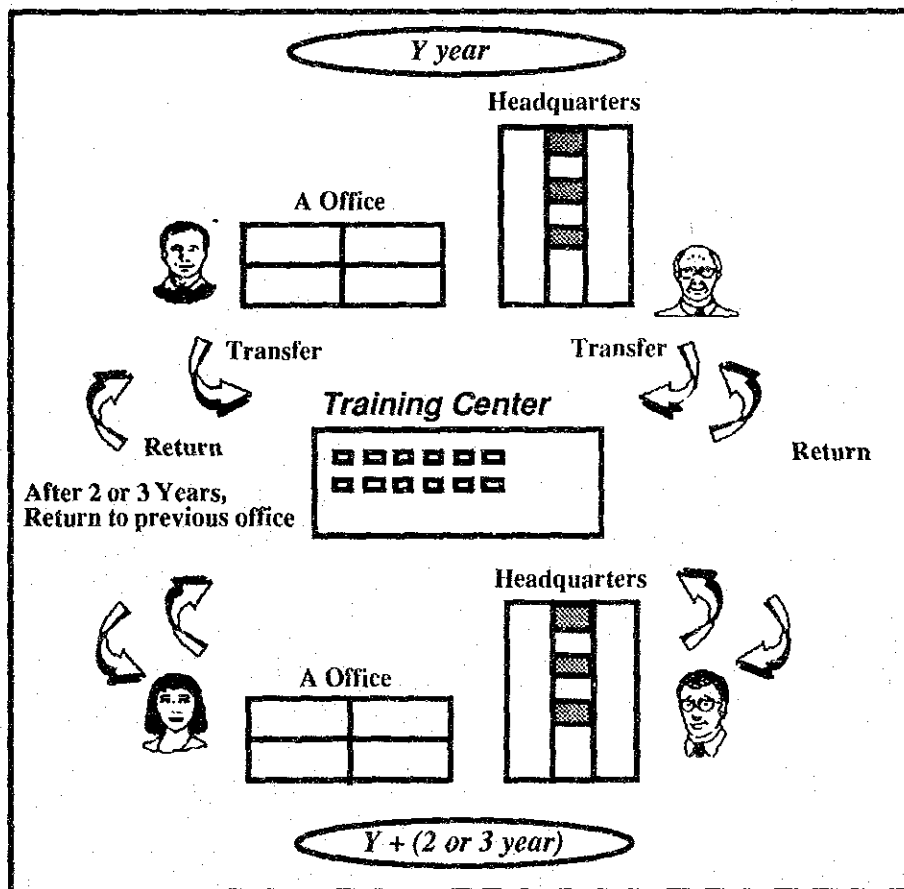 Y year
Headquarters
A Office
Transfer
Transfer
Training Center
Return
Return
After 2 or 3 Years,
Return to previous office
Headquarters
A Office
Y + (2 or 3 year)